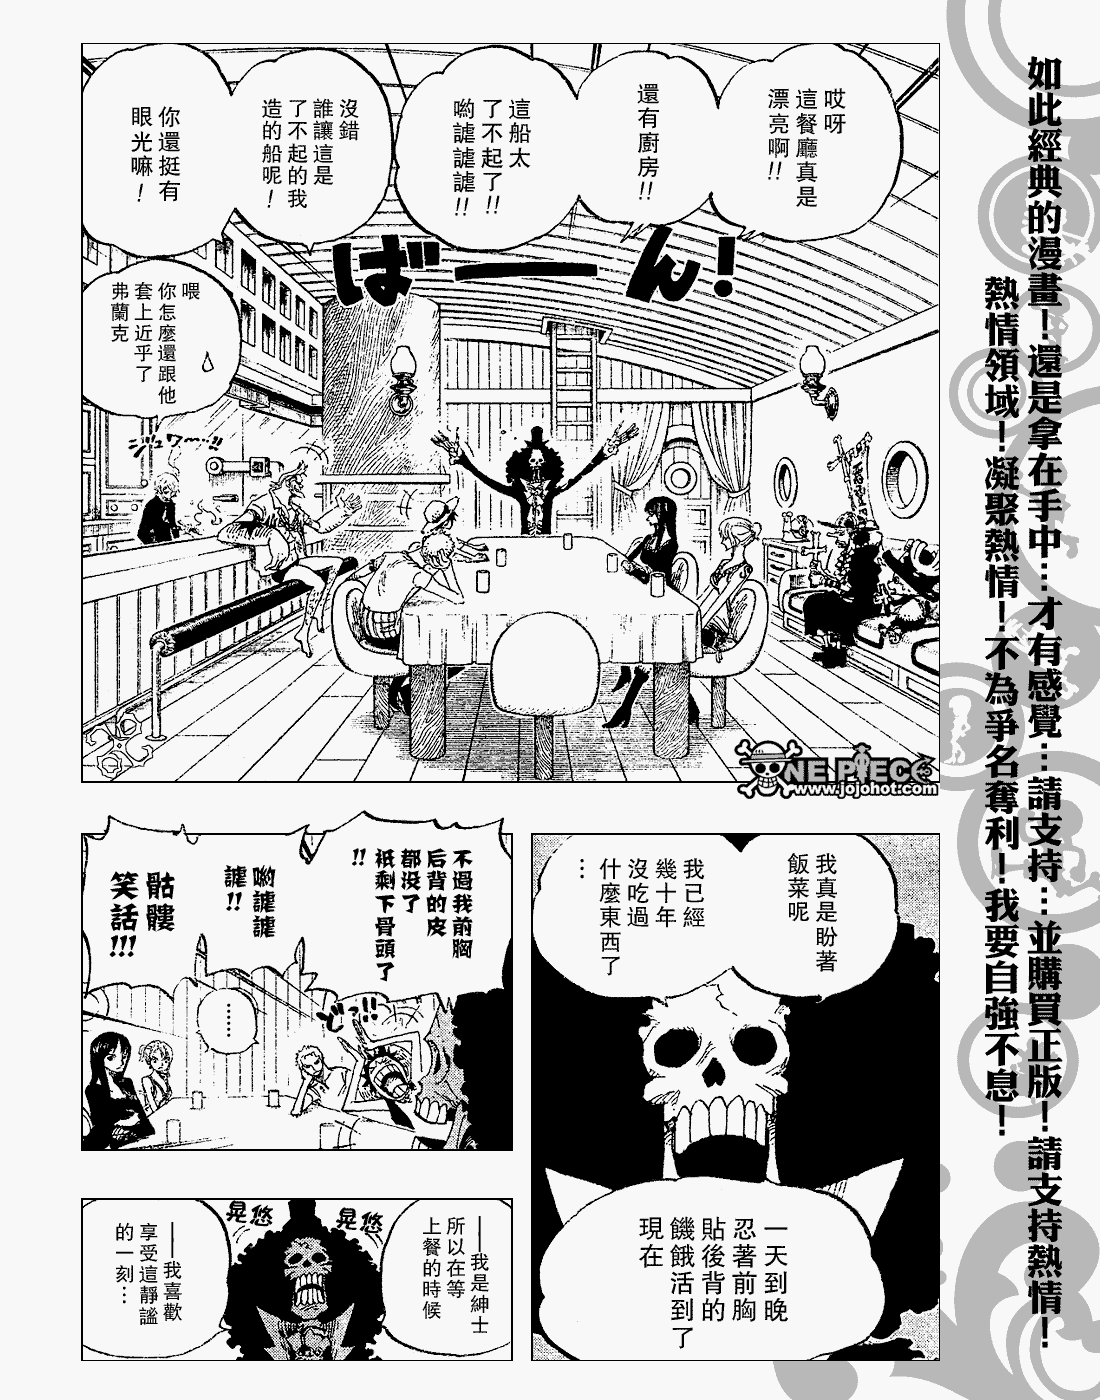 哎呀
這餐廳真是
漂亮啊!!
還有廚房!!
這船太
了不起了!!
喲謔謔謔!!
沒錯
誰讓這是
了不起的我
造的船呢!
你還挺有
眼光嘛!
ばーん!
喂
你怎麼還跟他
套上近乎了
弗蘭克
ジュワー…!!
ONE PIECE
www.jojohot.com
我真是盼著
飯菜呢
我已經
幾十年
沒吃過
什麼東西了
…
一天到晚
忍著前胸
貼後背的
饑餓活到了
現在
不過我前胸
后背的皮
都没了
衹剩下骨頭了
!!
喲謔謔
謔!!
骷髏
笑話!!!
どっ!!
……
──我是紳士
所以在等
上餐的時候
晃悠
晃悠
──我喜歡
享受這靜謐
的一刻…
如此經典的漫畫！還是拿在手中…才有感覺…請支持…並購買正版！請支持熱情！
熱情領域！凝聚熱情！不為爭名奪利！我要自強不息！